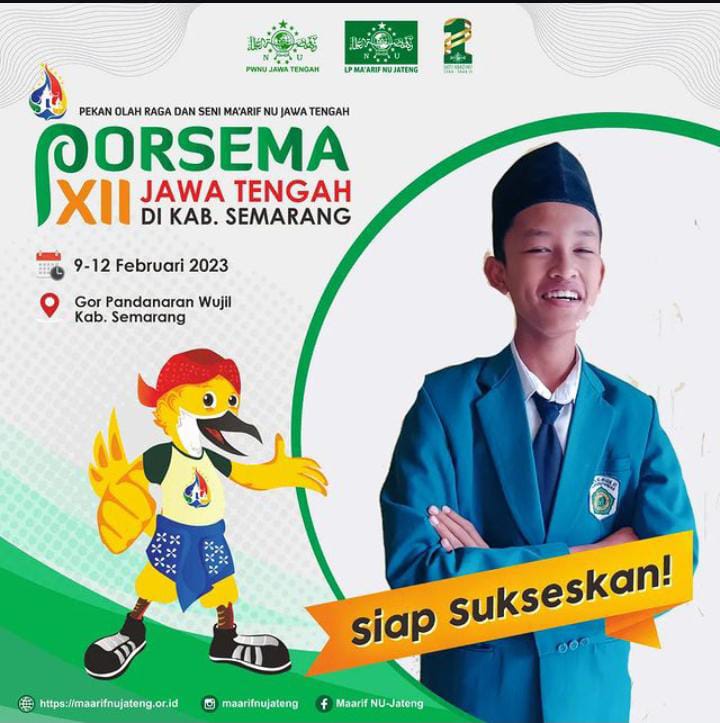 N U
PWNU JAWA TENGAH
N U
LP MA'ARIF NU JATENG
PEKAN OLAH RAGA DAN SENI MA'ARIF NU JAWA TENGAH
PORSEMA
XII JAWA TENGAH
DI KAB. SEMARANG
9-12 Februari 2023
Gor Pandanaran Wujil
Kab. Semarang
siap sukseskan!
https://maarifnujateng.or.id
maarifnujateng
Maarif NU-Jateng